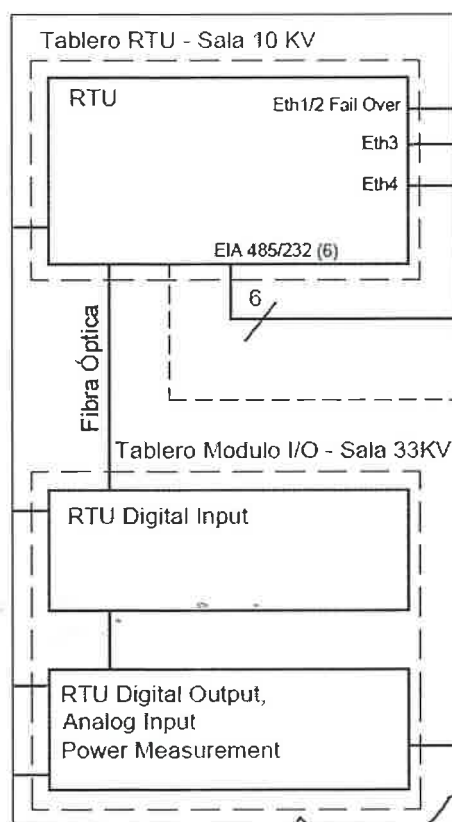 Tablero RTU - Sala 10 KV
RTU
Eth1/2 Fail Over
Eth3
Eth4
EIA 485/232 (6)
6
Fibra Óptica
Tablero Modulo I/O - Sala 33KV
RTU Digital Input
RTU Digital Output,
Analog Input
Power Measurement